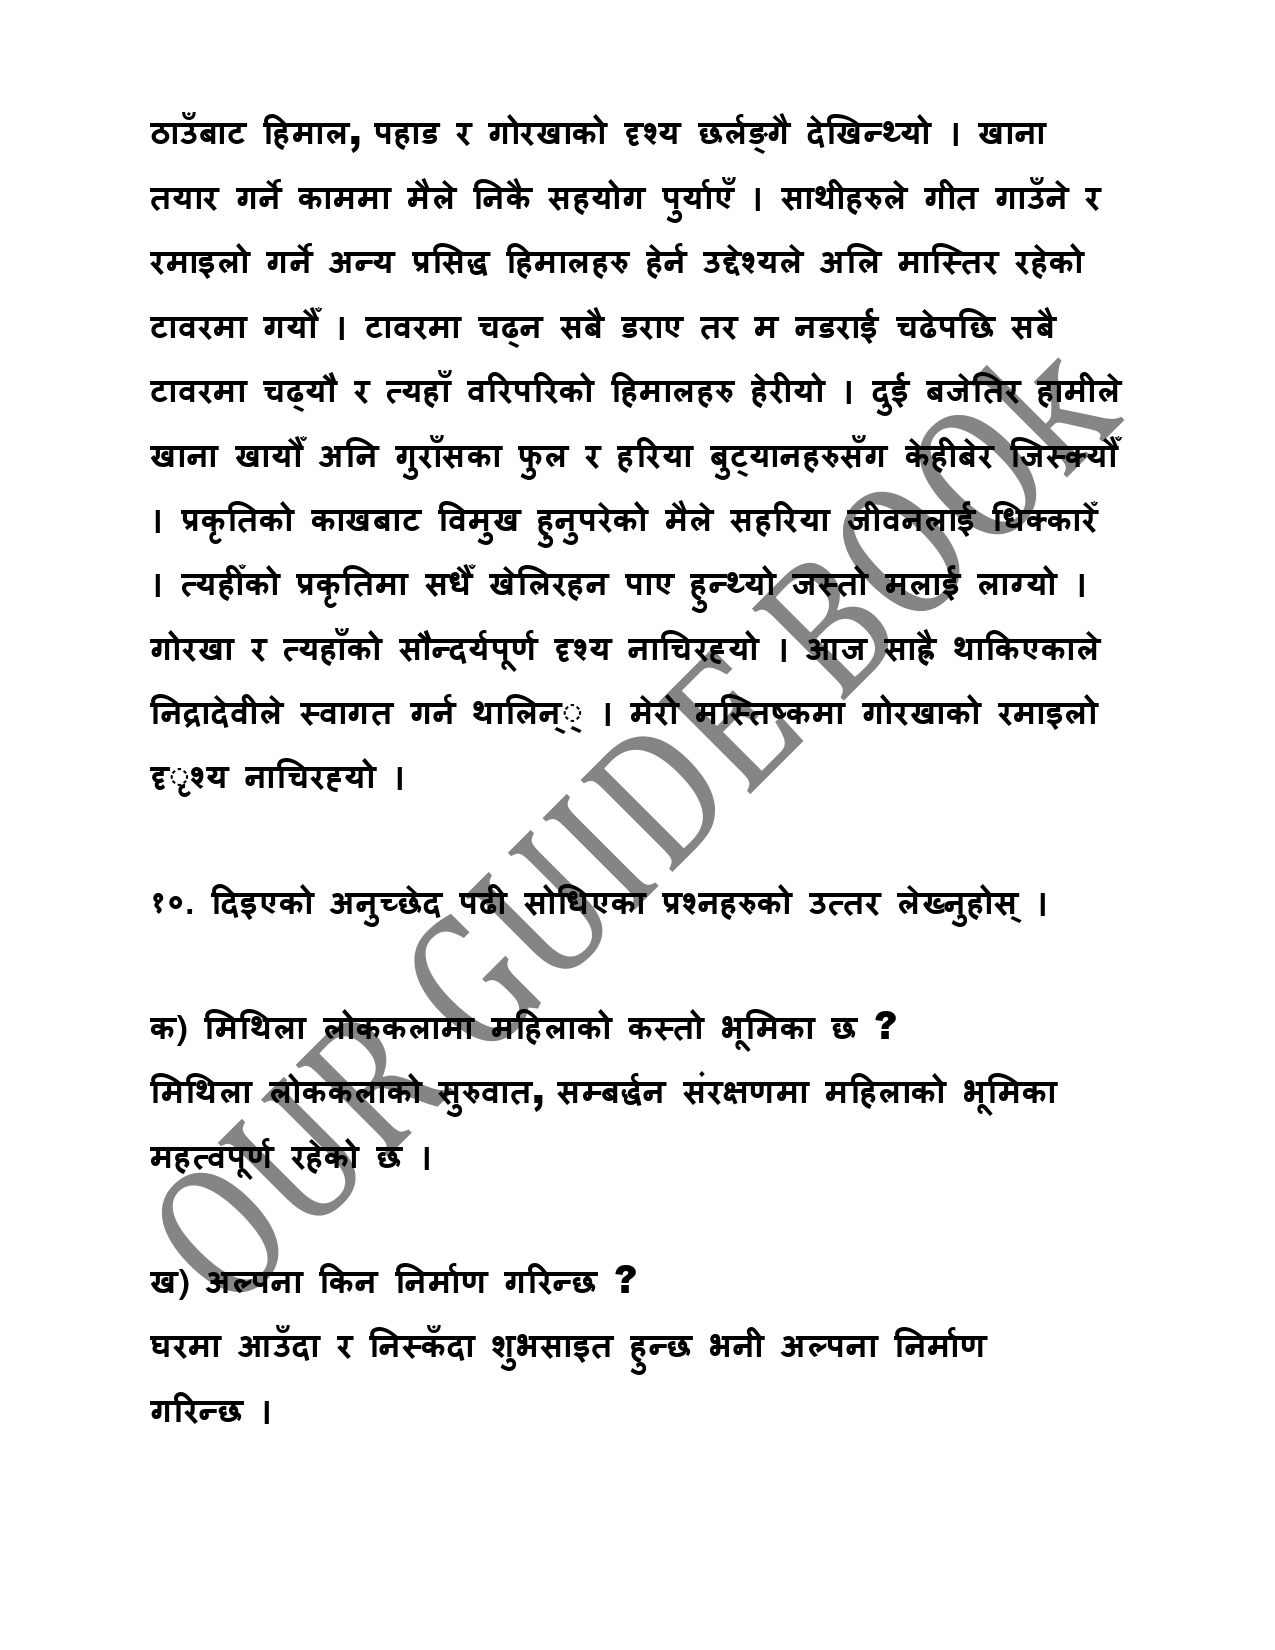 ठाउँबाट हिमाल, पहाड र गोरखाको दृश्य छर्लङ्गै देखिन्थ्यो । खाना
तयार गर्ने काममा मैले निकै सहयोग पुर्याएँ । साथीहरुले गीत गाउँने र
रमाइलो गर्ने अन्य प्रसिद्ध हिमालहरु हेर्न उद्देश्यले अलि मास्तिर रहेको
टावरमा गयौँ । टावरमा चढ्न सबै डराए तर म नडराई चढेपछि सबै
टावरमा चढ्यौ र त्यहाँ वरिपरिको हिमालहरु हेरीयो । दुई बजेतिर हामीले
खाना खायौँ अनि गुराँसका फुल र हरिया बुट्यानहरुसँग केहीबेर जिस्क्यौँ
। प्रकृतिको काखबाट विमुख हुनुपरेको मैले सहरिया जीवनलाई धिक्कारेँ
। त्यहीँको प्रकृतिमा सधैँ खेलिरहन पाए हुन्थ्यो जस्तो मलाई लाग्यो ।
गोरखा र त्यहाँको सौन्दर्यपूर्ण दृश्य नाचिरह्यो । आज साह्रै थाकिएकाले
निद्रादेवीले स्वागत गर्न थालिन्् । मेरो मस्तिष्कमा गोरखाको रमाइलो
दृृश्य नाचिरह्यो ।
१०. दिइएको अनुच्छेद पढी सोधिएका प्रश्नहरुको उत्तर लेख्नुहोस् ।
क) मिथिला लोककलामा महिलाको कस्तो भूमिका छ ?
मिथिला लोककलाको सुरुवात, सम्बर्द्धन संरक्षणमा महिलाको भूमिका
महत्वपूर्ण रहेको छ ।
ख) अल्पना किन निर्माण गरिन्छ ?
घरमा आउँदा र निस्कँदा शुभसाइत हुन्छ भनी अल्पना निर्माण
गरिन्छ ।
OUR GUIDE BOOK